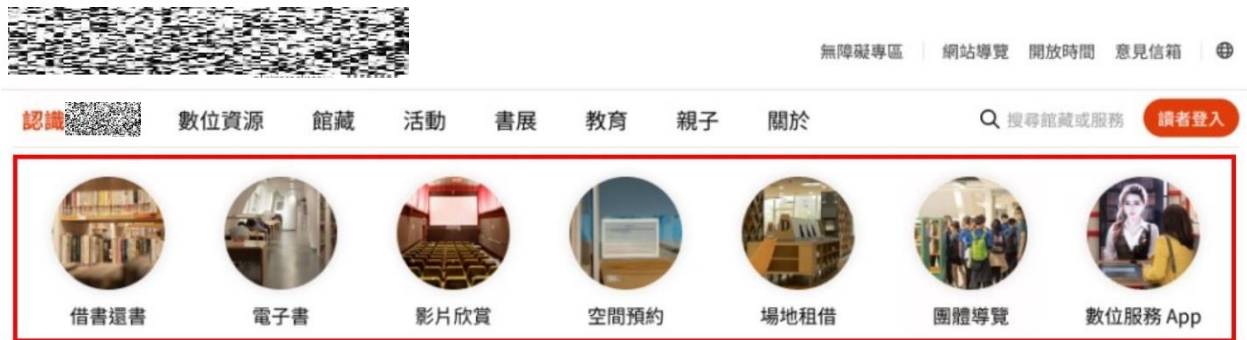 無障礙專區 網站導覽 開放時間 意見信箱
認識 數位資源 館藏 活動 書展 教育 親子 關於 搜尋館藏或服務 讀者登入
借書還書 電子書 影片欣賞 空間預約 場地租借 團體導覽 數位服務 App